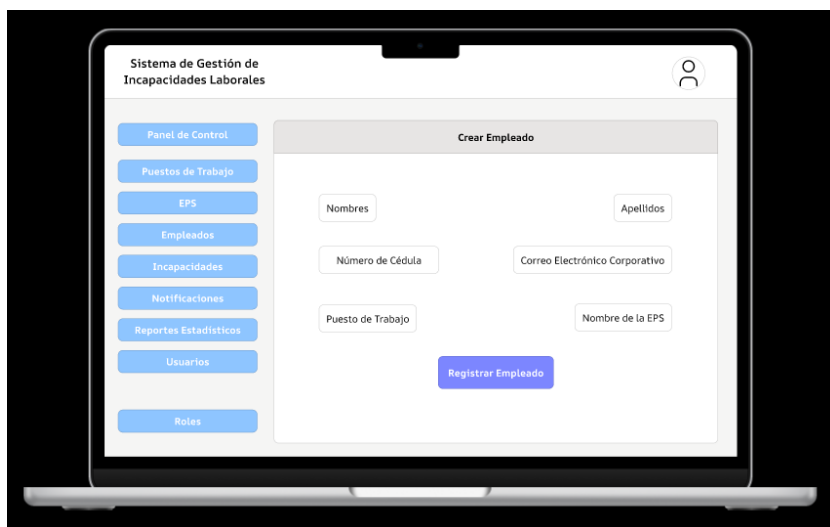 Sistema de Gestión de
Incapacidades Laborales
Panel de Control
Puestos de Trabajo
EPS
Empleados
Incapacidades
Notificaciones
Reportes Estadísticos
Usuarios
Roles
Crear Empleado
Nombres
Apellidos
Número de Cédula
Correo Electrónico Corporativo
Puesto de Trabajo
Nombre de la EPS
Registrar Empleado